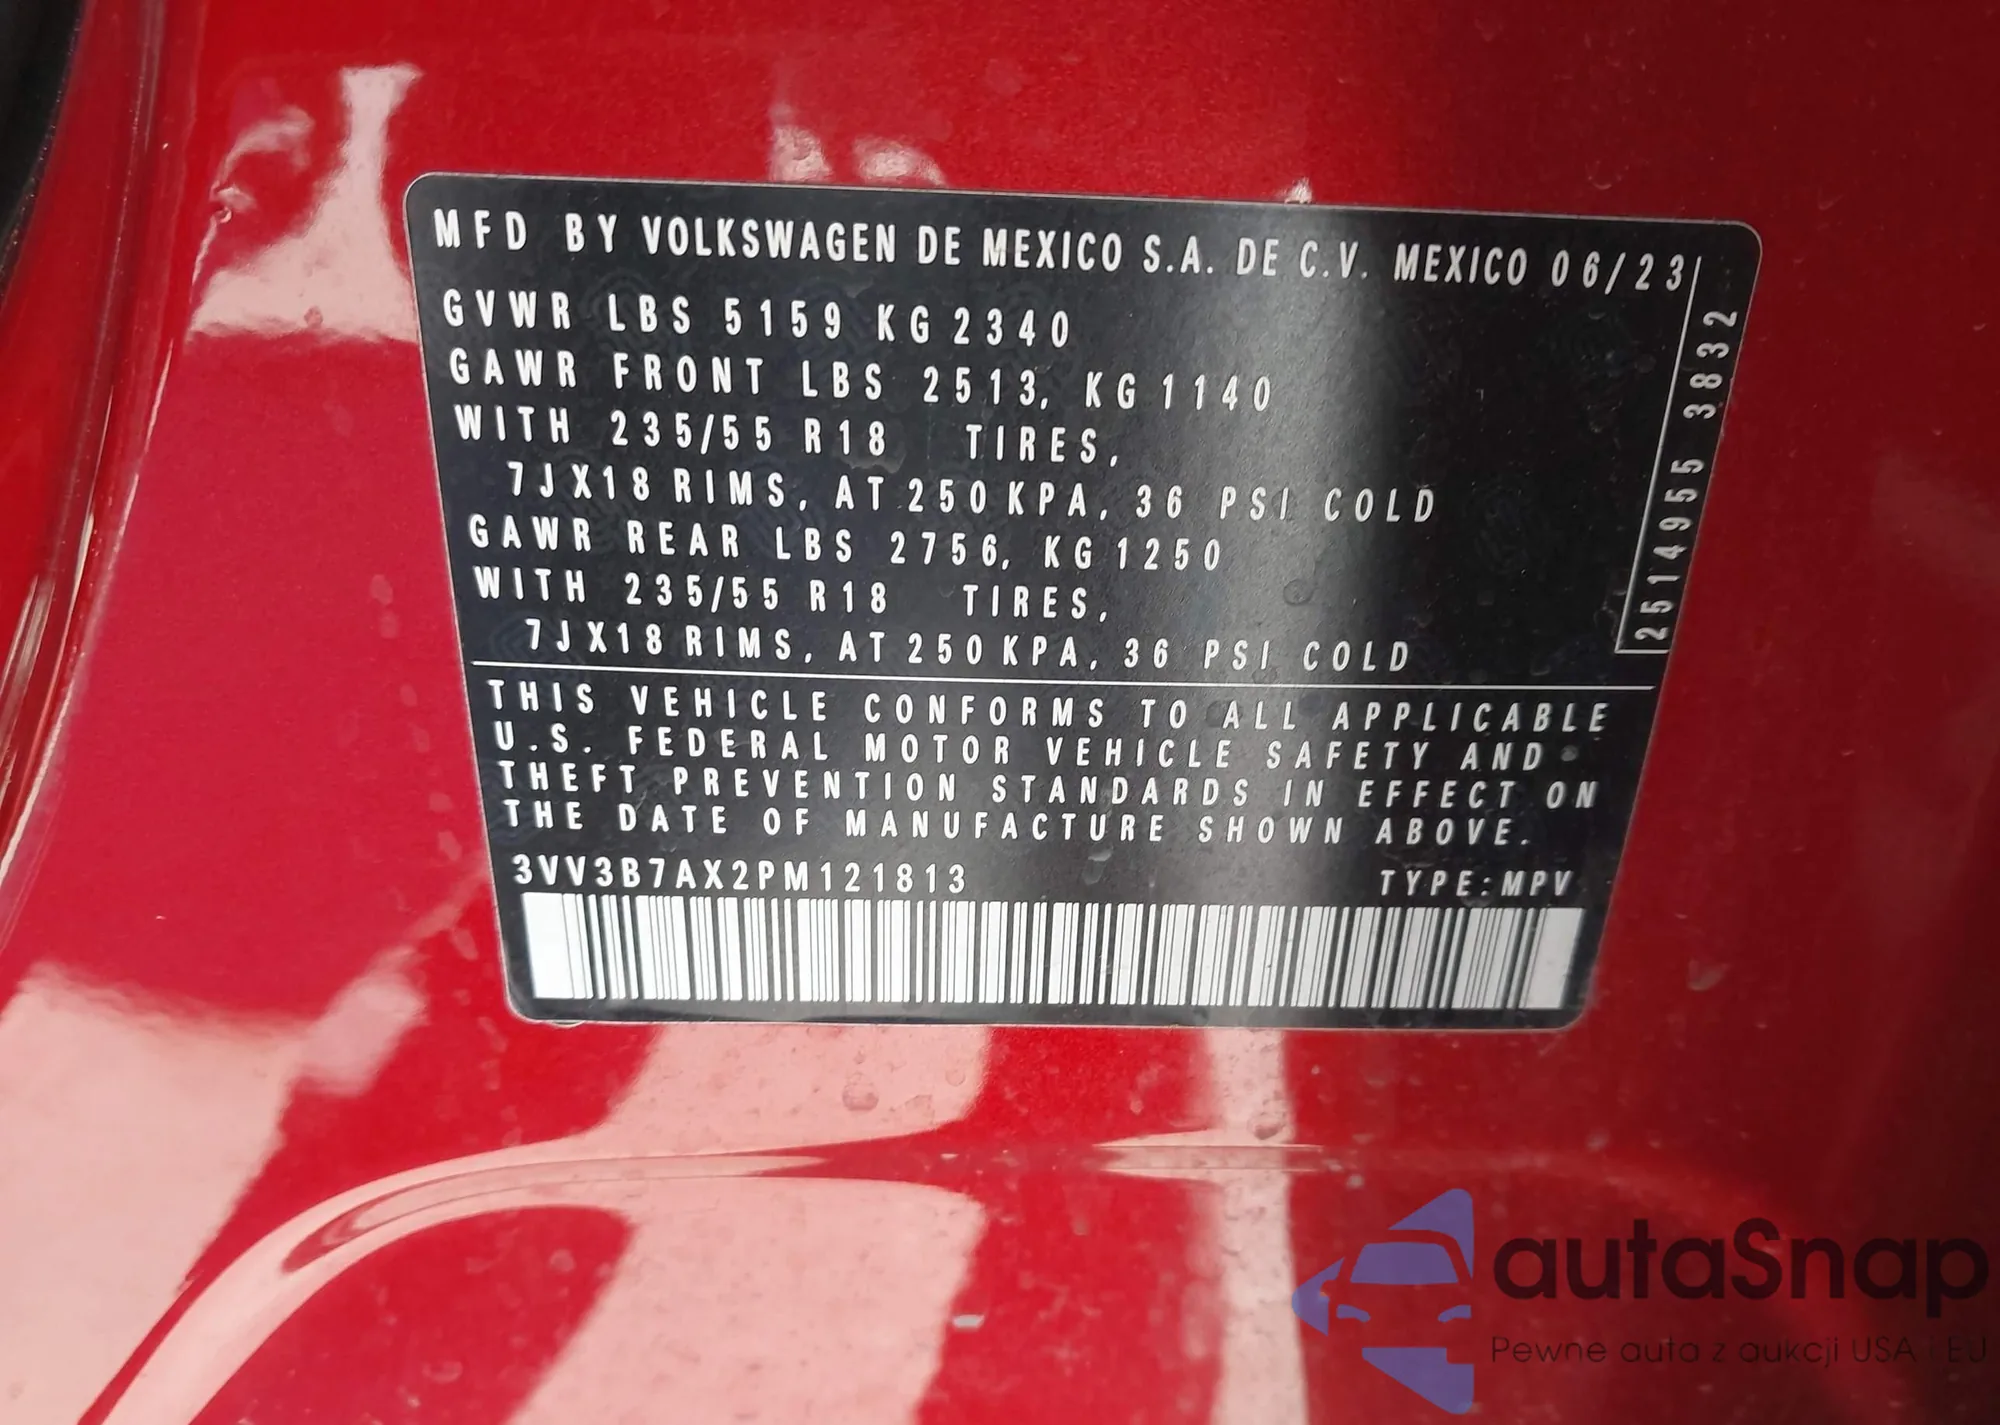 MFD BY VOLKSWAGEN DE MEXICO S.A. DE C.V. MEXICO 06/23
GVWR LBS 5159 KG 2340
GAWR FRONT LBS 2513, KG 1140
WITH 235/55 R18 TIRES,
7JX18 RIMS, AT 250 KPA, 36 PSI COLD
GAWR REAR LBS 2756, KG 1250
WITH 235/55 R18 TIRES,
7JX18 RIMS, AT 250 KPA, 36 PSI COLD
2514955 3832
THIS VEHICLE CONFORMS TO ALL APPLICABLE
U.S. FEDERAL MOTOR VEHICLE SAFETY AND
THEFT PREVENTION STANDARDS IN EFFECT ON
THE DATE OF MANUFACTURE SHOWN ABOVE.
3VV3B7AX2PM121813 TYPE:MPV
autaSnap
Pewne auta z aukcji USA i EU